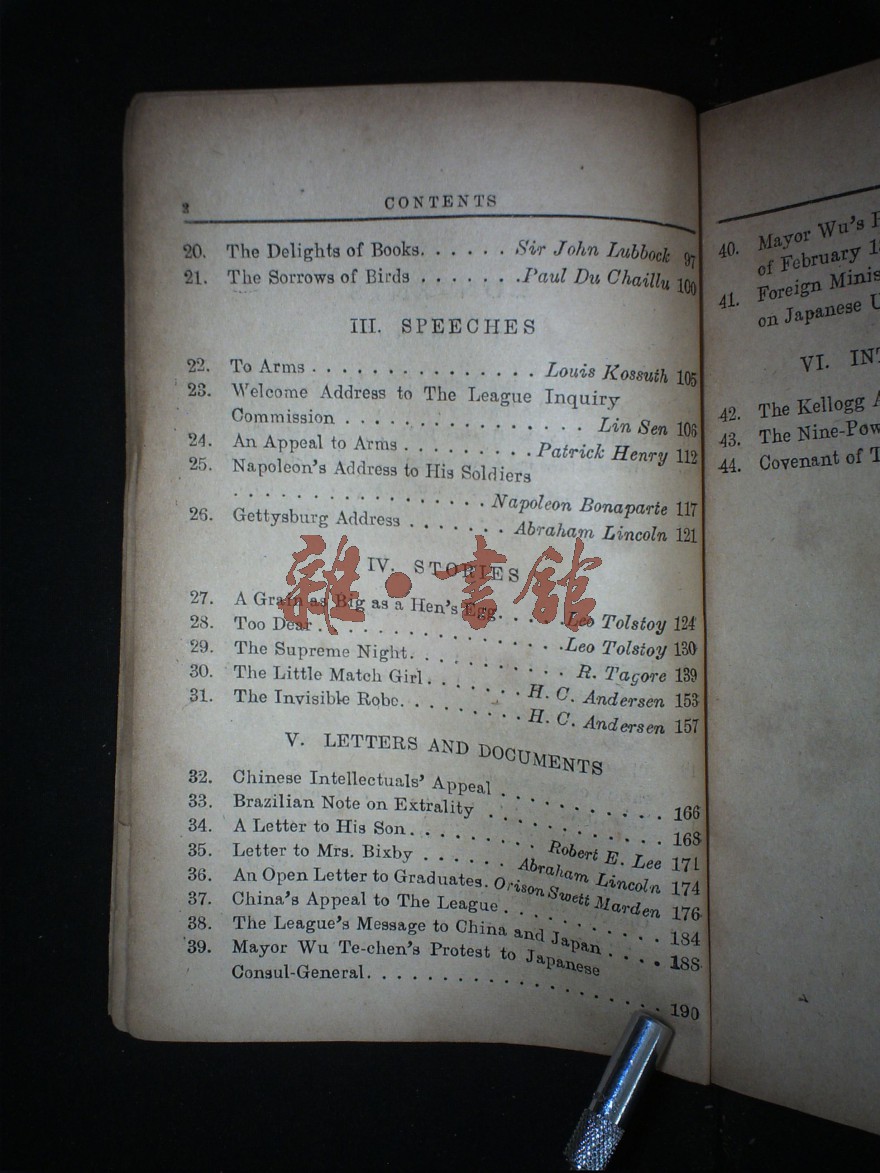 2 CONTENTS
20. The Delights of Books. . . . . . Sir John Lubbock 97
21. The Sorrows of Birds . . . . . . .Paul Du Chaillu 100
III. SPEECHES
22. To Arms . . . . . . . . . . . . . . . Louis Kossuth 105
23. Welcome Address to The League Inquiry
Commission . . . . . . . . . . . . . . . . Lin Sen 106
24. An Appeal to Arms . . . . . . . . . Patrick Henry 112
25. Napoleon's Address to His Soldiers
. . . . . . . . . . . . . . . . . Napoleon Bonaparte 117
26. Gettysburg Address . . . . . . . Abraham Lincoln 121
IV. STORIES
27. A Grain as Big as a Hen's Egg. . . . . .Leo Tolstoy 124
28. Too Dear . . . . . . . . . . . . . . .Leo Tolstoy 130
29. The Supreme Night. . . . . . . . . . . R. Tagore 139
30. The Little Match Girl. . . . . . . H. C. Andersen 153
31. The Invisible Robe. . . . . . . . . H. C. Andersen 157
V. LETTERS AND DOCUMENTS
32. Chinese Intellectuals' Appeal . . . . . . . . . . 166
33. Brazilian Note on Extrality . . . . . . . . . . . 168
34. A Letter to His Son. . . . . . . . . Robert E. Lee 171
35. Letter to Mrs. Bixby . . . . . . Abraham Lincoln 174
36. An Open Letter to Graduates. Orison Swett Marden 176
37. China's Appeal to The League . . . . . . . . . . 184
38. The League's Message to China and Japan . . . . 188
39. Mayor Wu Te-chen's Protest to Japanese
Consul-General. . . . . . . . . . . . . . . . . . 190
雜·書館
40. Mayor Wu's
of February
41. Foreign
on Japanese
VI.
42. The Kellogg
43. The
44. Covenant of